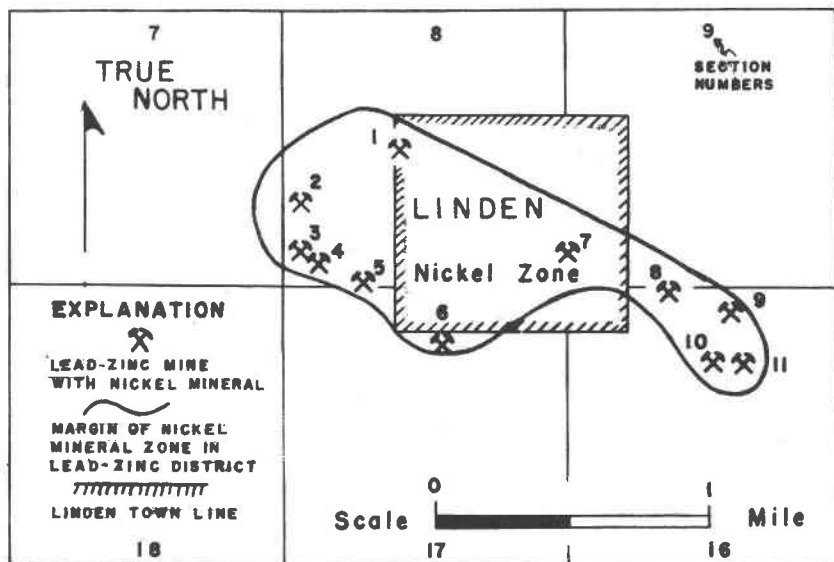 7
8
9
SECTION
NUMBERS
TRUE
NORTH
1
2
3
4
5
6
7
8
9
10
11
LINDEN
Nickel Zone
EXPLANATION
LEAD-ZINC MINE
WITH NICKEL MINERAL
MARGIN OF NICKEL
MINERAL ZONE IN
LEAD-ZINC DISTRICT
LINDEN TOWN LINE
0
1
Scale
Mile
18
17
16